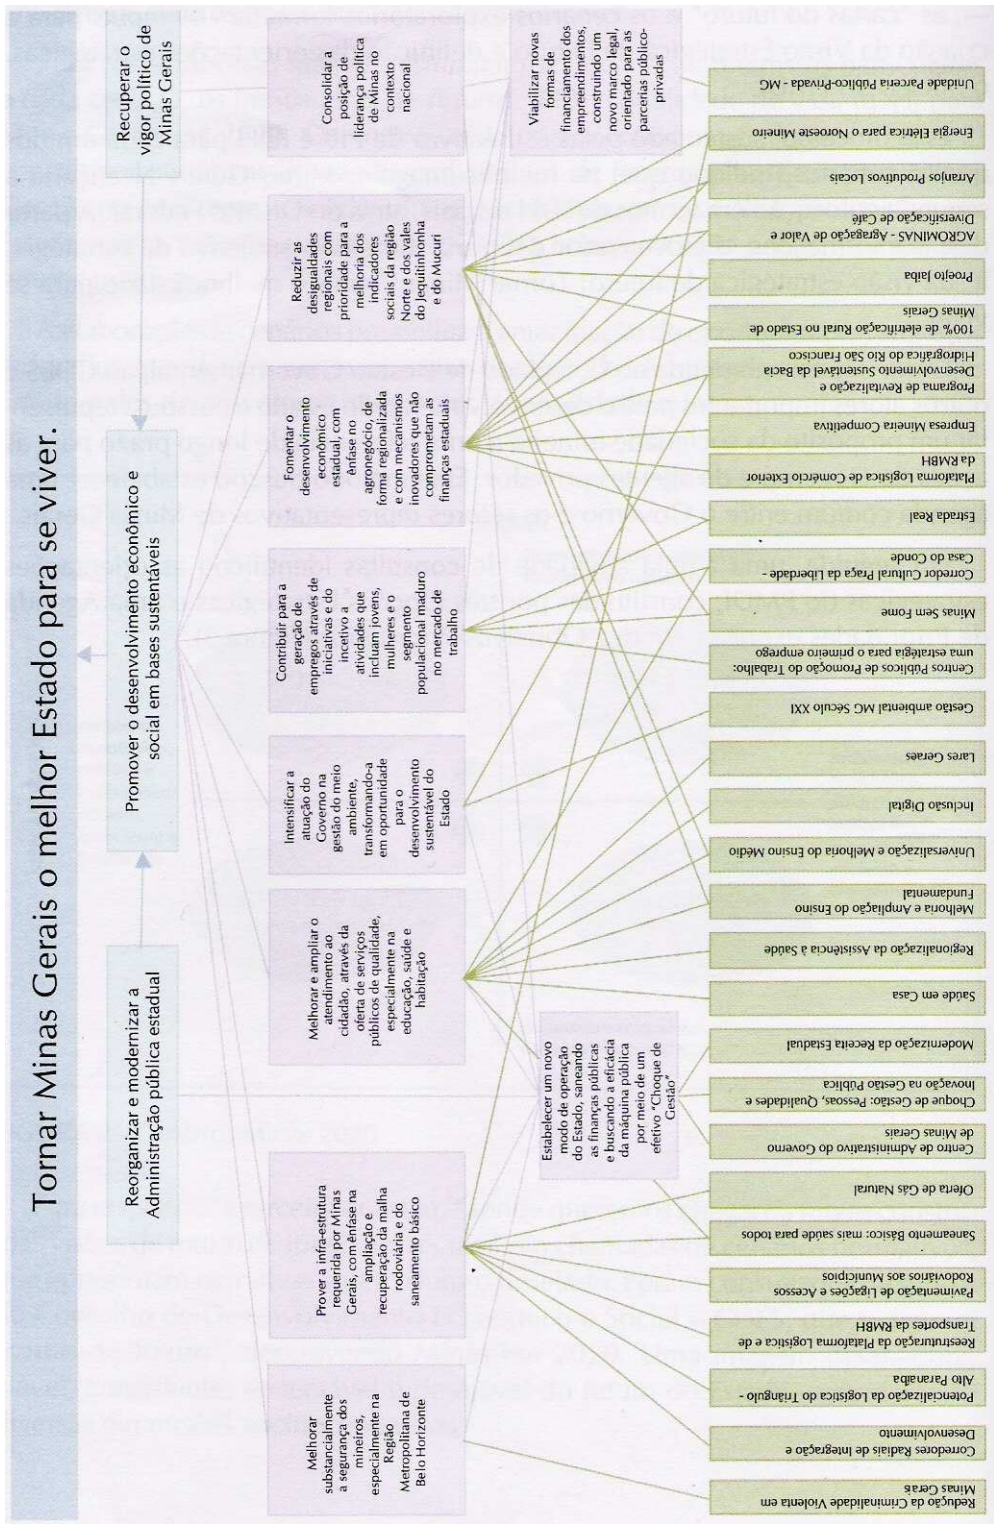 Tornar Minas Gerais o melhor Estado para se viver.
Reorganizar e modernizar a
Administração pública estadual
Promover o desenvolvimento econômico e
social em bases sustentáveis
Recuperar o
vigor político de
Minas Gerais
Melhorar
substancialmente
a segurança dos
mineiros,
especialmente na
Região
Metropolitana de
Belo Horizonte
Prover a infra-estrutura
requerida por Minas
Gerais, com ênfase na
ampliação e
recuperação da malha
rodoviária e do
saneamento básico
Melhorar e ampliar o
atendimento ao
cidadão, através da
oferta de serviços
públicos de qualidade,
especialmente na
educação, saúde e
habitação
Intensificar a
atuação do
Governo na
gestão do meio
ambiente,
transformando-a
em oportunidade
para o
desenvolvimento
sustentável do
Estado
Contribuir para a
geração de
empregos através de
iniciativas e do
incetivo a
atividades que
incluam jovens,
mulheres e o
segmento
populacional maduro
no mercado de
trabalho
Fomentar o
desenvolvimento
econômico
estadual, com
ênfase no
agronegócio, de
forma regionalizada
e com mecanismos
inovadores que não
comprometam as
finanças estaduais
Reduzir as
desigualdades
regionais com
prioridade para a
melhoria dos
indicadores
sociais da região
Norte e dos vales
do Jequitinhonha
e do Mucuri
Consolidar a
posição de
liderança política
de Minas no
contexto
nacional
Estabelecer um novo
modo de operação
do Estado, saneando
as finanças públicas
e buscando a eficácia
da máquina pública
por meio de um
efetivo "Choque de
Gestão"
Viabilizar novas
formas de
financiamento dos
empreendimentos,
construindo um
novo marco legal,
orientado para as
parcerias público-
privadas
Redução da Criminalidade Violenta em
Minas Gerais
Corredores Radiais de Integração e
Desenvolvimento
Potencialização da Logística do Triângulo -
Alto Paranaíba
Reestruturação da Plataforma Logística e de
Transportes da RMBH
Pavimentação de Ligações e Acessos
Rodoviários aos Municípios
Saneamento Básico: mais saúde para todos
Oferta de Gás Natural
Centro de Administrativo do Governo
de Minas Gerais
Choque de Gestão: Pessoas, Qualidades e
Inovação na Gestão Pública
Modernização da Receita Estadual
Saúde em Casa
Regionalização da Assistência à Saúde
Melhoria e Ampliação do Ensino
Fundamental
Universalização e Melhoria do Ensino Médio
Inclusão Digital
Lares Geraes
Gestão ambiental MG Século XXI
Centros Públicos de Promoção do Trabalho:
uma estratégia para o primeiro emprego
Minas Sem Fome
Corredor Cultural Praça da Liberdade -
Casa do Conde
Estrada Real
Plataforma Logística de Comércio Exterior
da RMBH
Empresa Mineira Competitiva
Programa de Revitalização e
Desenvolvimento Sustentável da Bacia
Hidrográfica do Rio São Francisco
100% de eletrificação Rural no Estado de
Minas Gerais
Proejto Jaíba
AGROMINAS - Agragação de Valor e
Diversificação de Café
Arranjos Produtivos Locais
Energia Elétrica para o Noroeste Mineiro
Unidade Parceria Público-Privada - MG